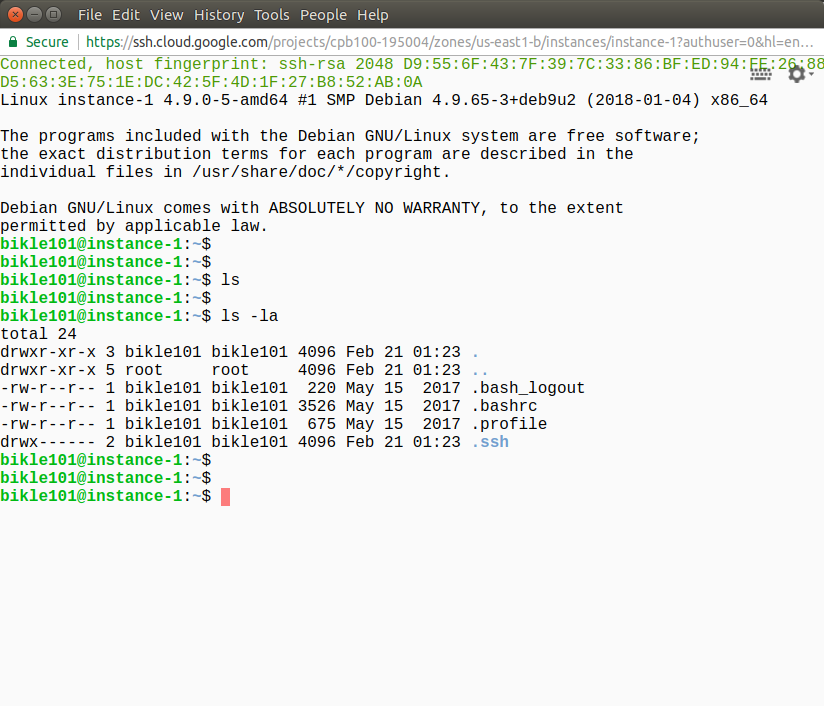 File Edit View History Tools People Help
Secure https://ssh.cloud.google.com/projects/cpb100-195004/zones/us-east1-b/instances/instance-1?authuser=0&hl=en...
Connected, host fingerprint: ssh-rsa 2048 D9:55:6F:43:7F:39:7C:33:86:BF:ED:94:FE:26:88
D5:63:3E:75:1E:DC:42:5F:4D:1F:27:B8:52:AB:0A
Linux instance-1 4.9.0-5-amd64 #1 SMP Debian 4.9.65-3+deb9u2 (2018-01-04) x86_64
The programs included with the Debian GNU/Linux system are free software;
the exact distribution terms for each program are described in the
individual files in /usr/share/doc/*/copyright.
Debian GNU/Linux comes with ABSOLUTELY NO WARRANTY, to the extent
permitted by applicable law.
bikle101@instance-1:~$
bikle101@instance-1:~$
bikle101@instance-1:~$ ls
bikle101@instance-1:~$
bikle101@instance-1:~$ ls -la
total 24
drwxr-xr-x 3 bikle101 bikle101 4096 Feb 21 01:23 .
drwxr-xr-x 5 root     root     4096 Feb 21 01:23 ..
-rw-r--r-- 1 bikle101 bikle101  220 May 15  2017 .bash_logout
-rw-r--r-- 1 bikle101 bikle101 3526 May 15  2017 .bashrc
-rw-r--r-- 1 bikle101 bikle101  675 May 15  2017 .profile
drwx------ 2 bikle101 bikle101 4096 Feb 21 01:23 .ssh
bikle101@instance-1:~$
bikle101@instance-1:~$
bikle101@instance-1:~$